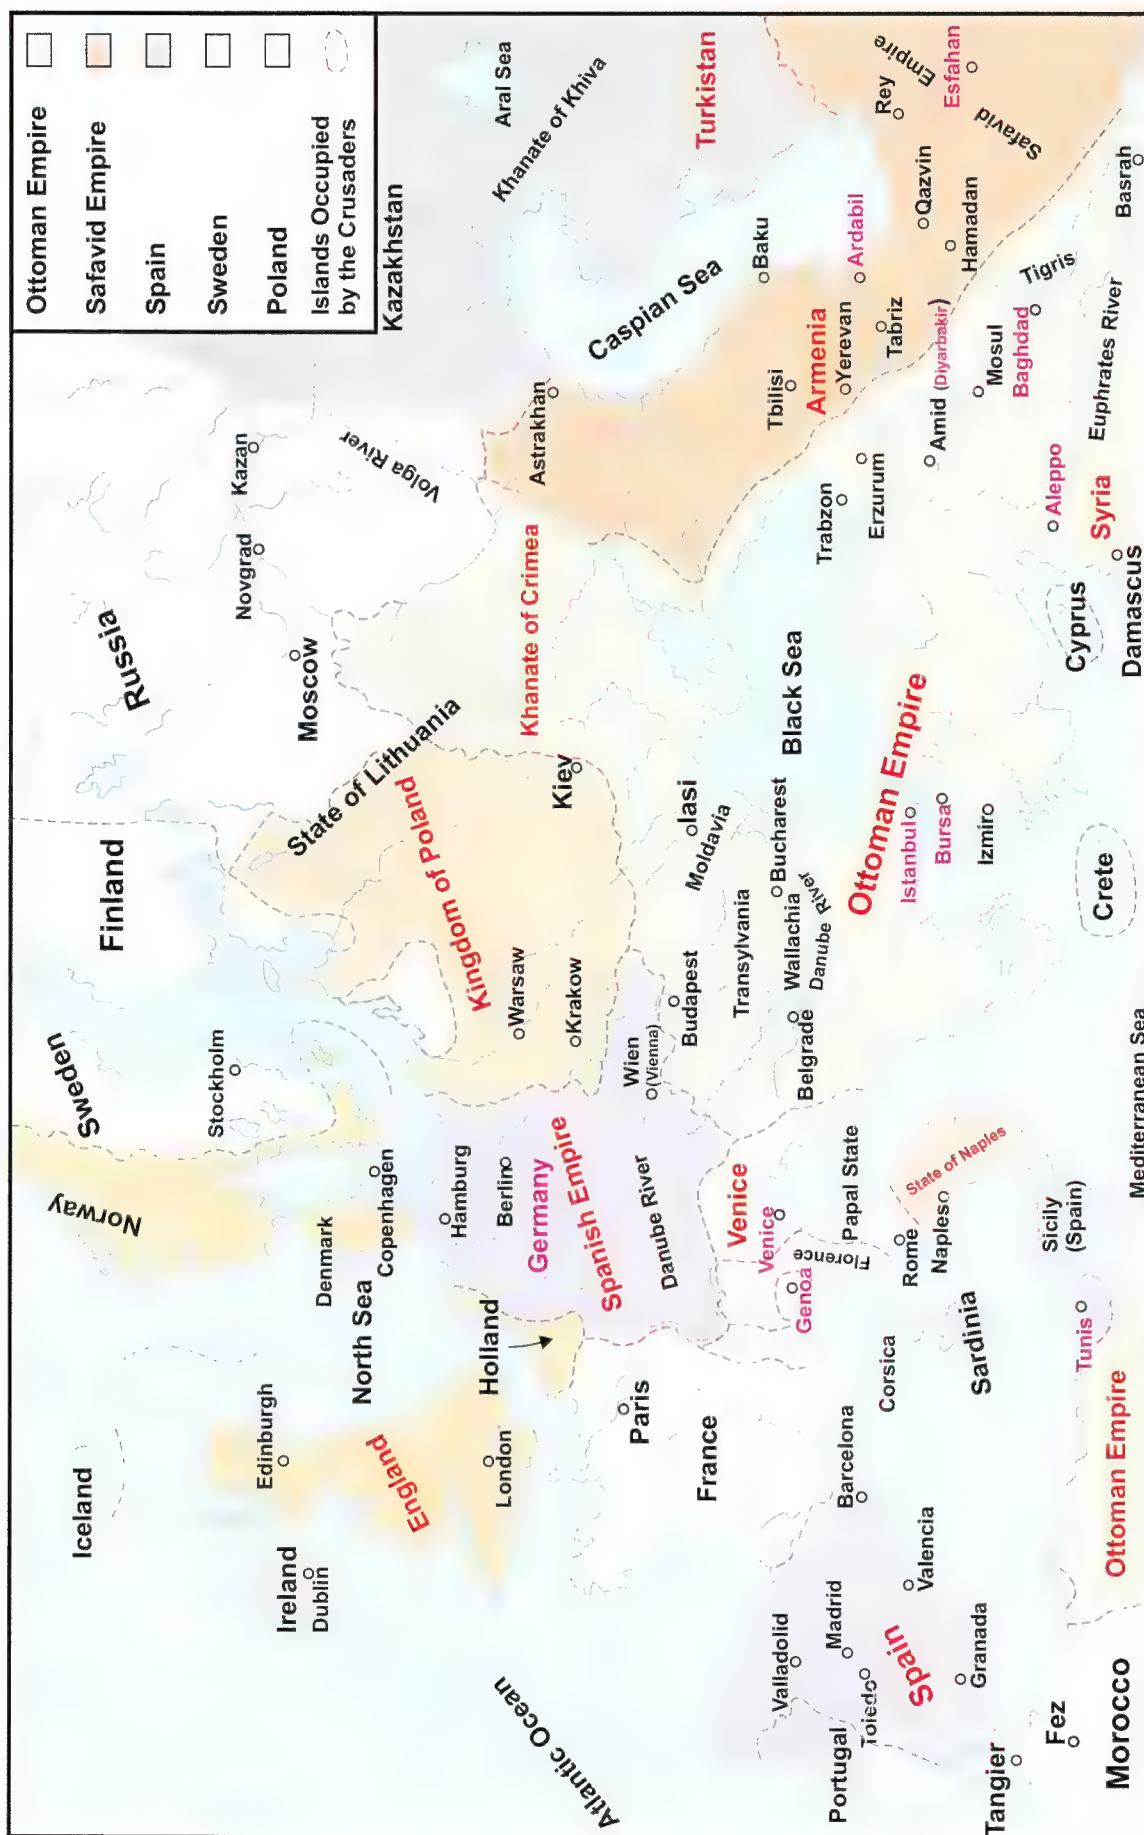 Ottoman Empire
Safavid Empire
Spain
Sweden
Poland
Islands Occupied
by the Crusaders
Iceland
Norway
Sweden
Finland
Russia
Stockholm
Novgrad
Kazan
Moscow
Volga River
Kazakhstan
Aral Sea
Khanate of Khiva
Turkistan
Edinburgh
Ireland
Dublin
England
London
North Sea
Denmark
Copenhagen
Holland
Hamburg
Berlin
Germany
Spanish Empire
Danube River
State of Lithuania
Kingdom of Poland
Warsaw
Krakow
Kiev
Khanate of Crimea
Astrakhan
Caspian Sea
Atlantic Ocean
Paris
France
Wien
(Vienna)
Budapest
Transylvania
Iasi
Moldavia
Wallachia
Bucharest
Danube River
Belgrade
Black Sea
Venice
Venice
Genoa
Florence
Papal State
Rome
Naples
State of Naples
Corsica
Sardinia
Sicily
(Spain)
Valladolid
Madrid
Portugal
Toledo
Spain
Barcelona
Valencia
Granada
Tangier
Fez
Morocco
Ottoman Empire
Tunis
Mediterranean Sea
Ottoman Empire
Istanbul
Bursa
Izmir
Crete
Cyprus
Damascus
Syria
Aleppo
Trabzon
Erzurum
Tbilisi
Armenia
Yerevan
Baku
Ardabil
Tabriz
Amid (Diyarbakir)
Mosul
Baghdad
Tigris
Euphrates River
Basrah
Qazvin
Hamadan
Rey
Esfahan
Safavid Empire